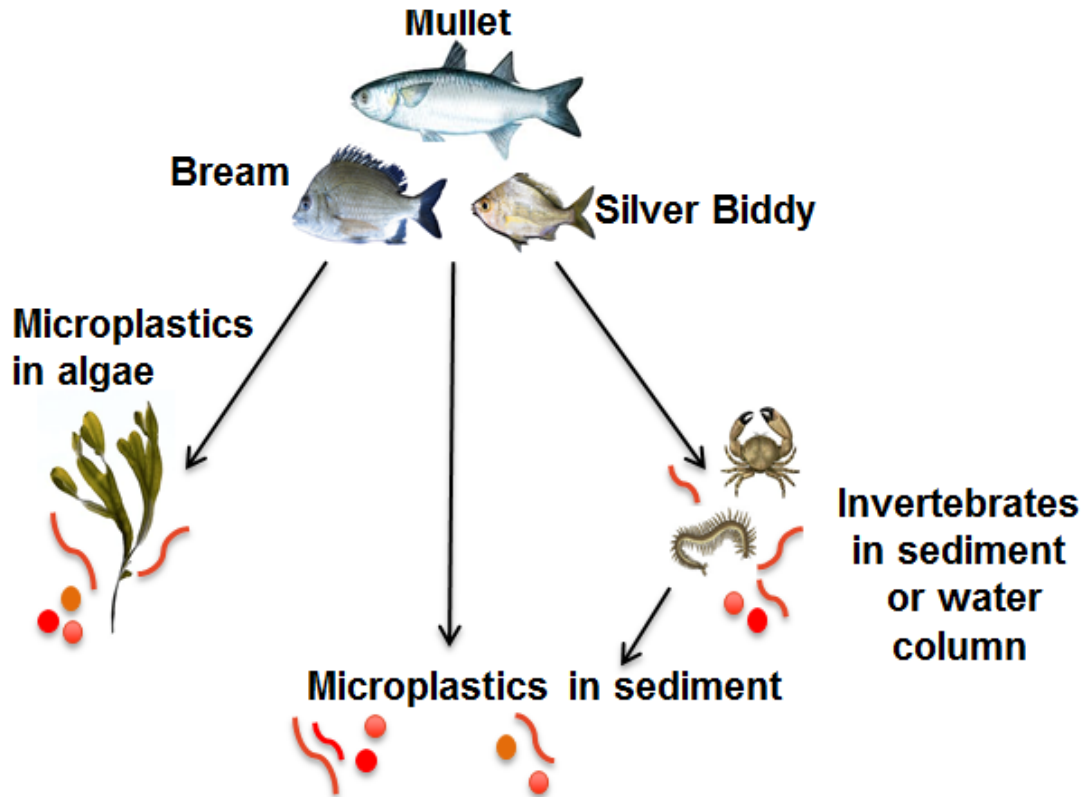 Mullet
Bream
Silver Biddy
Microplastics
in algae
Invertebrates
in sediment
or water
column
Microplastics in sediment